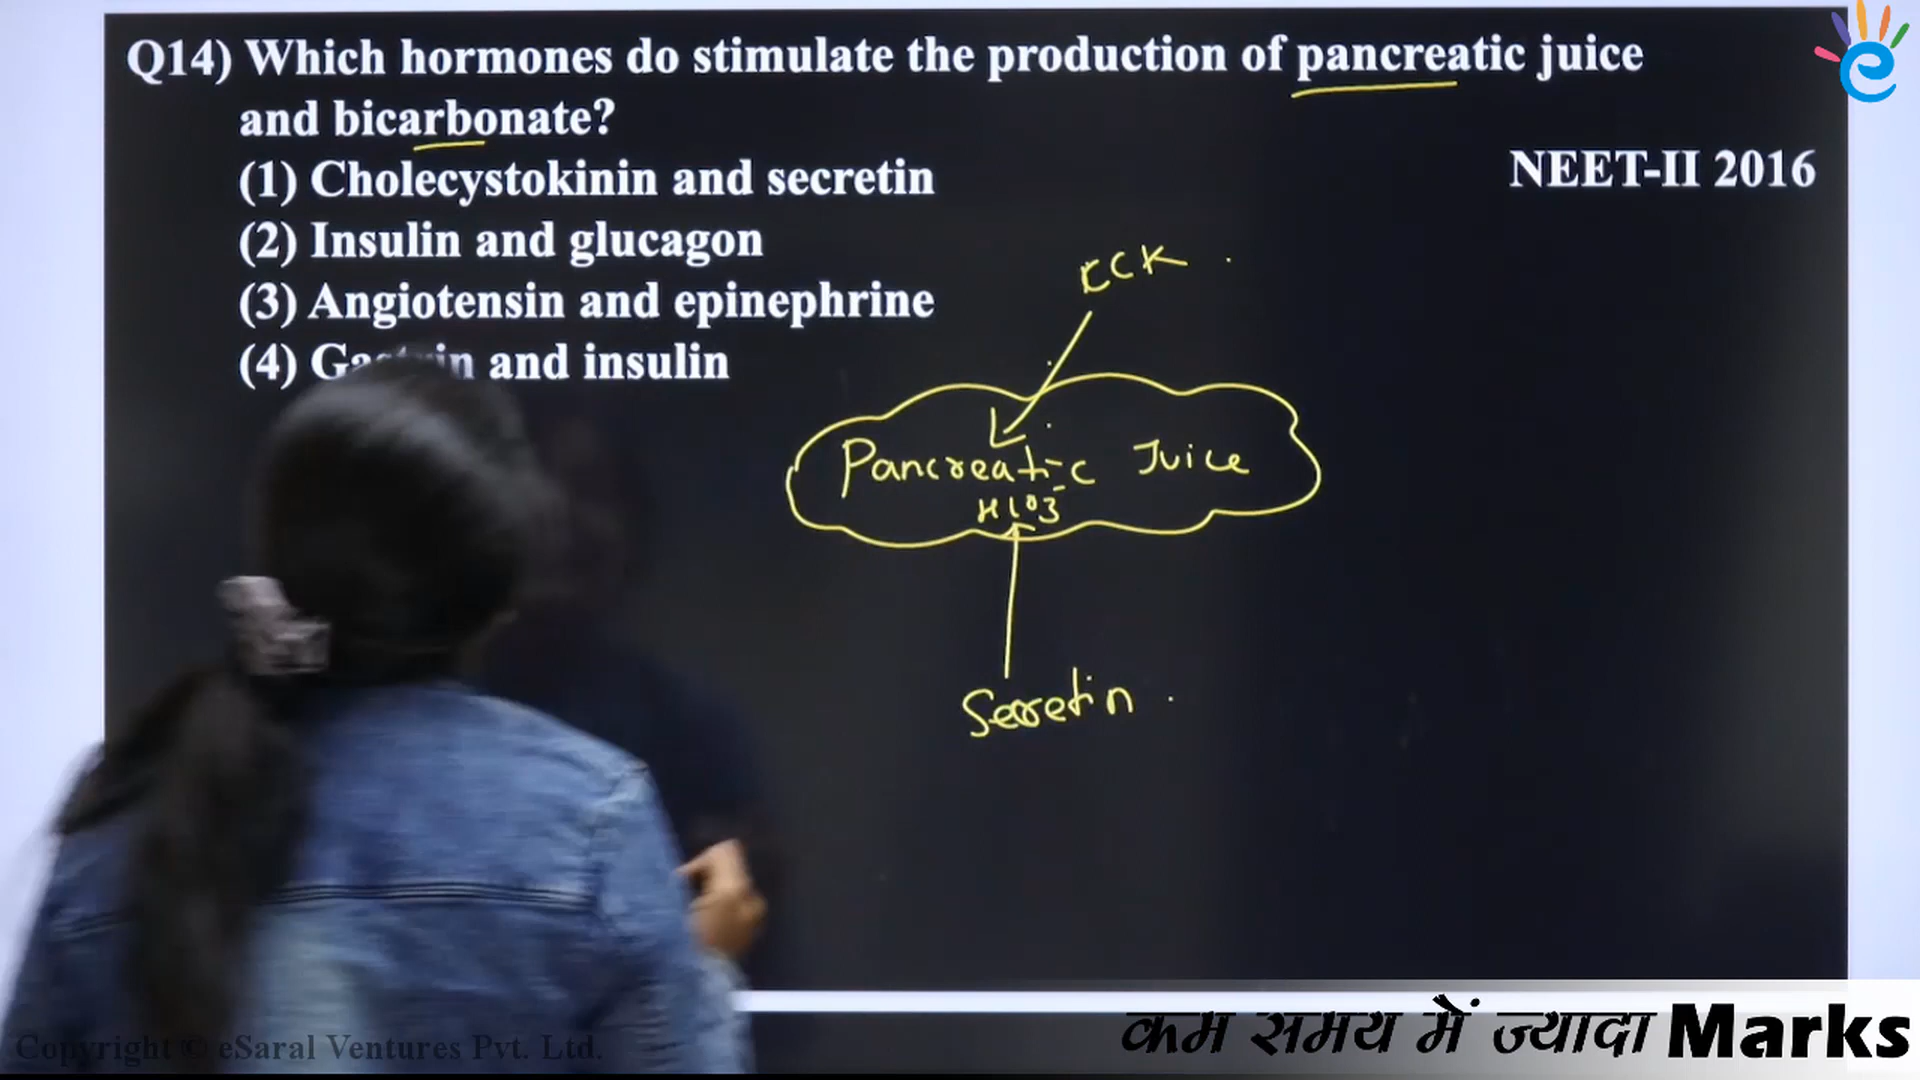 Q14) Which hormones do stimulate the production of pancreatic juice
and bicarbonate?
(1) Cholecystokinin and secretin
NEET-II 2016
(2) Insulin and glucagon
(3) Angiotensin and epinephrine
(4) and insulin
CCK
Pancreatic Juice
Secretin
Copyright © eSaral Ventures Pvt. Ltd.
कम समय में ज्यादा Marks